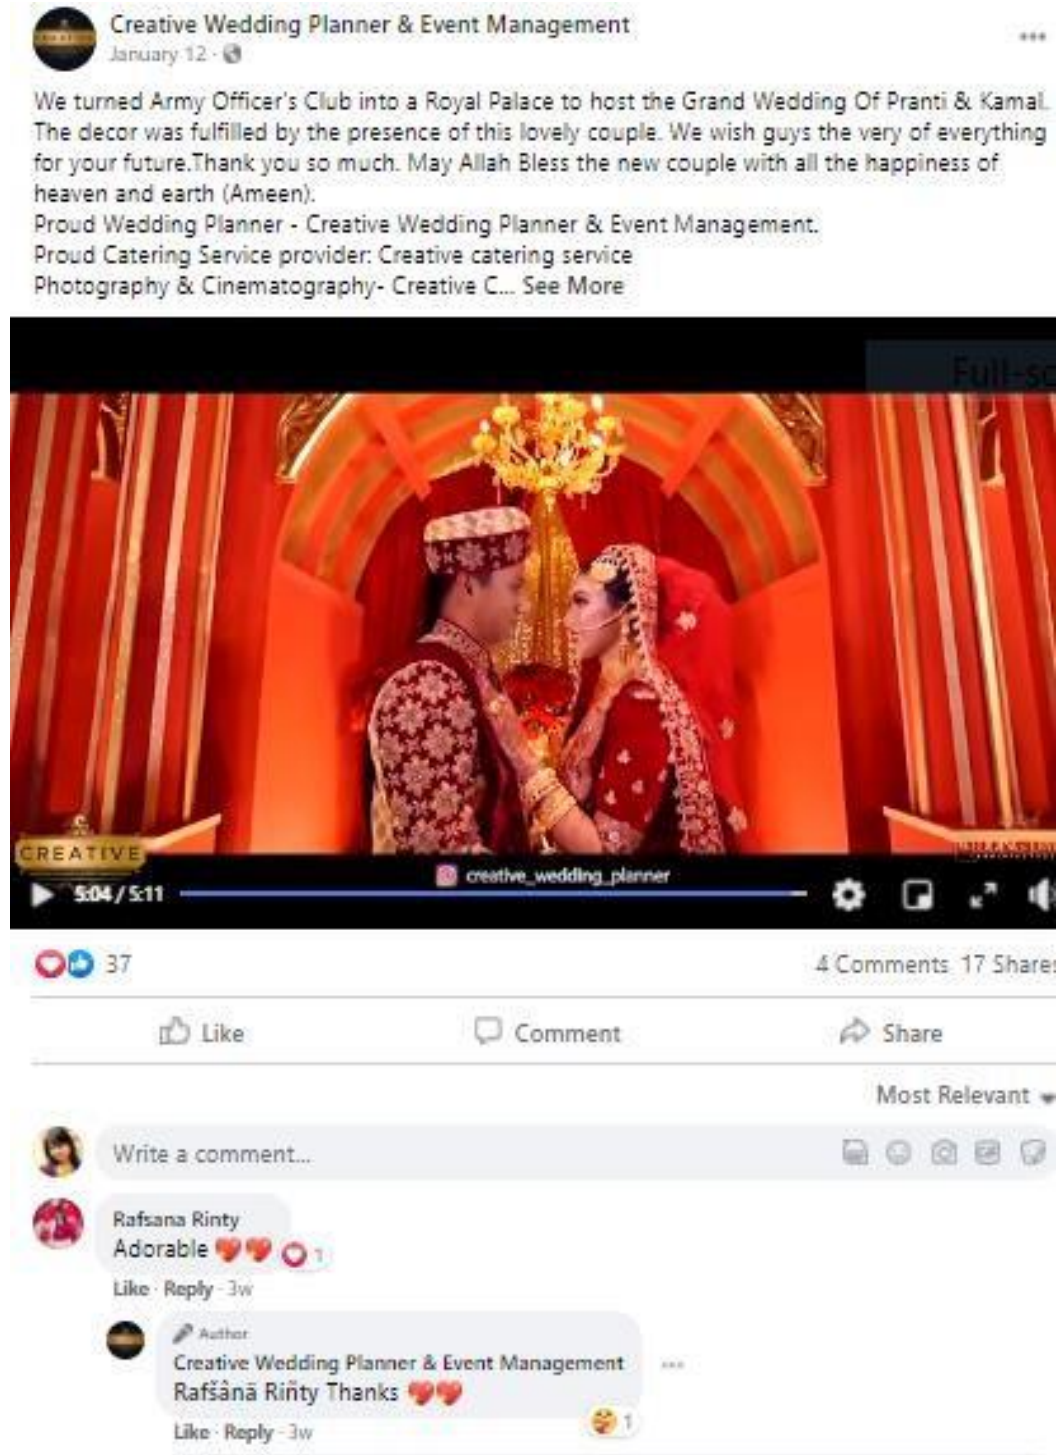 Creative Wedding Planner & Event Management
January 12 ·
We turned Army Officer's Club into a Royal Palace to host the Grand Wedding Of Pranti & Kamal.
The decor was fulfilled by the presence of this lovely couple. We wish guys the very of everything
for your future.Thank you so much. May Allah Bless the new couple with all the happiness of
heaven and earth (Ameen).
Proud Wedding Planner - Creative Wedding Planner & Event Management.
Proud Catering Service provider: Creative catering service
Photography & Cinematography- Creative C... See More
Full-sc
CREATIVE
creative_wedding_planner
5:04 / 5:11
37
4 Comments 17 Shares
Like Comment Share
Most Relevant
Write a comment...
Rafsana Rinty
Adorable ❤️❤️ 1
Like · Reply · 3w
Author
Creative Wedding Planner & Event Management
Rafšânä Riñty Thanks ❤️❤️
1
Like · Reply · 3w